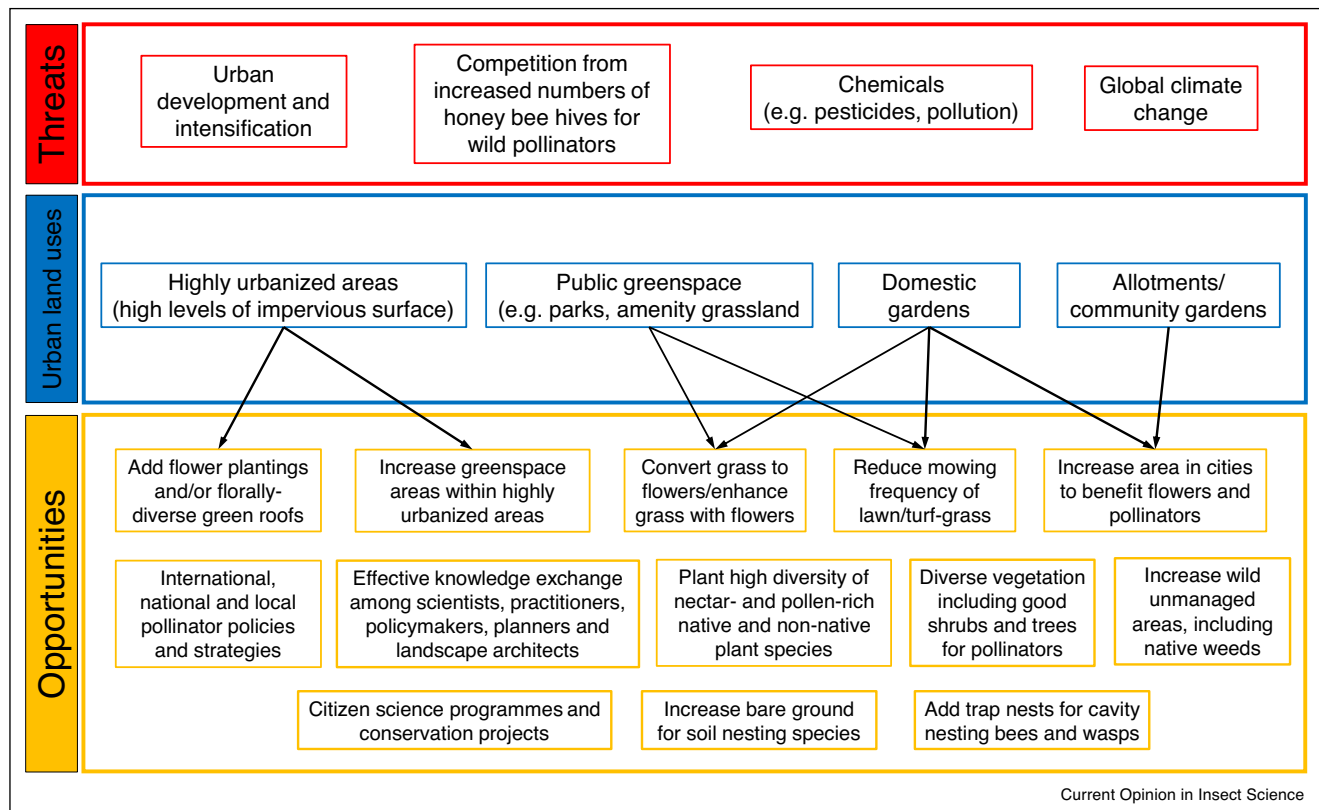 Threats
Urban
development and
intensification
Competition from
increased numbers of
honey bee hives for
wild pollinators
Chemicals
(e.g. pesticides, pollution)
Global climate
change
Urban land uses
Highly urbanized areas
(high levels of impervious surface)
Public greenspace
(e.g. parks, amenity grassland
Domestic
gardens
Allotments/
community gardens
Opportunities
Add flower plantings
and/or florally-
diverse green roofs
Increase greenspace
areas within highly
urbanized areas
Convert grass to
flowers/enhance
grass with flowers
Reduce mowing
frequency of
lawn/turf-grass
Increase area in cities
to benefit flowers and
pollinators
International,
national and local
pollinator policies
and strategies
Effective knowledge exchange
among scientists, practitioners,
policymakers, planners and
landscape architects
Plant high diversity of
nectar- and pollen-rich
native and non-native
plant species
Diverse vegetation
including good
shrubs and trees
for pollinators
Increase wild
unmanaged
areas, including
native weeds
Citizen science programmes and
conservation projects
Increase bare ground
for soil nesting species
Add trap nests for cavity
nesting bees and wasps
Current Opinion in Insect Science